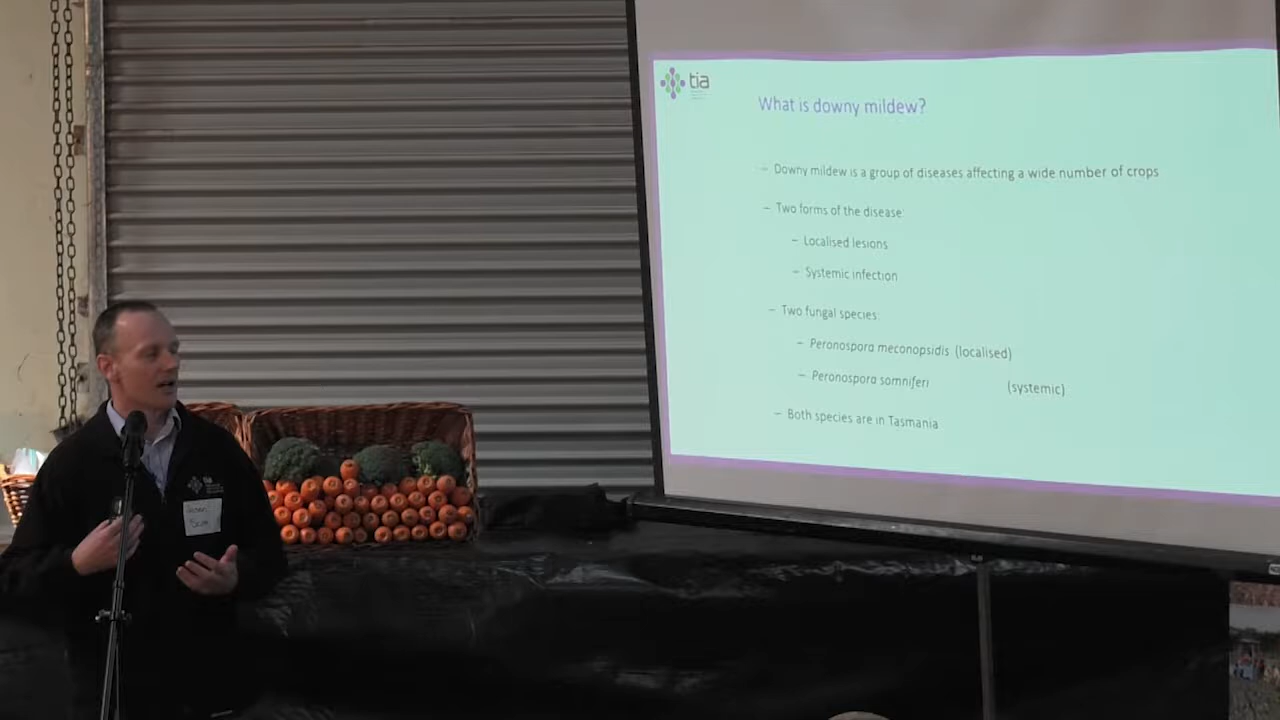 tia
What is downy mildew?
– Downy mildew is a group of diseases affecting a wide number of crops
– Two forms of the disease:
– Localised lesions
– Systemic infection
– Two fungal species:
– Peronospora meconopsidis (localised)
– Peronospora somniferi (systemic)
– Both species are in Tasmania
tia